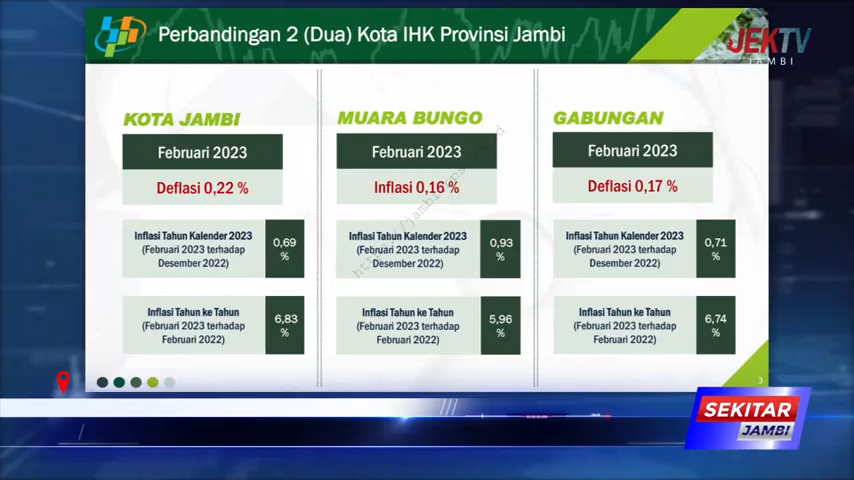 Perbandingan 2 (Dua) Kota IHK Provinsi Jambi
JEKTV
JAMBI
KOTA JAMBI
Februari 2023
Deflasi 0,22 %
Inflasi Tahun Kalender 2023
(Februari 2023 terhadap
Desember 2022)
0,69
%
Inflasi Tahun ke Tahun
(Februari 2023 terhadap
Februari 2022)
6,83
%
MUARA BUNGO
Februari 2023
Inflasi 0,16 %
Inflasi Tahun Kalender 2023
(Februari 2023 terhadap
Desember 2022)
0,93
%
Inflasi Tahun ke Tahun
(Februari 2023 terhadap
Februari 2022)
5,96
%
GABUNGAN
Februari 2023
Deflasi 0,17 %
Inflasi Tahun Kalender 2023
(Februari 2023 terhadap
Desember 2022)
0,71
%
Inflasi Tahun ke Tahun
(Februari 2023 terhadap
Februari 2022)
6,74
%
3
SEKITAR
JAMBI